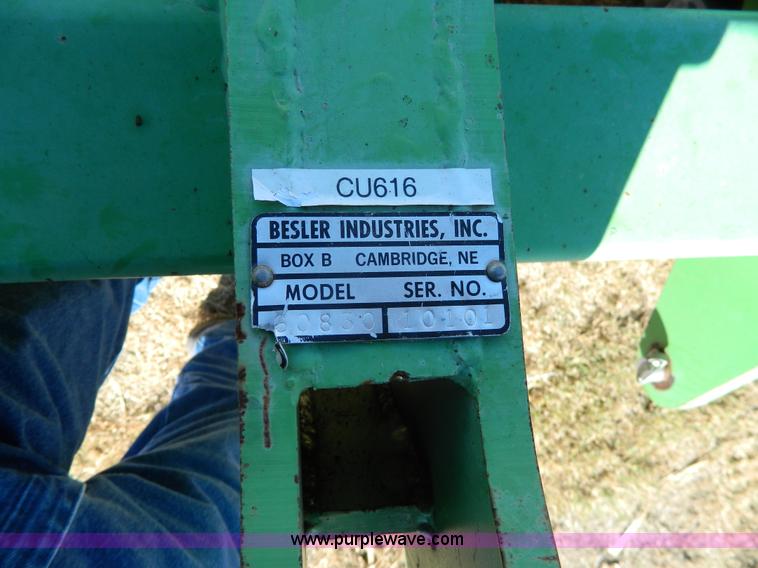 CU616
BESLER INDUSTRIES, INC.
BOX B CAMBRIDGE, NE
MODEL SER. NO.
10101
www.purplewave.com